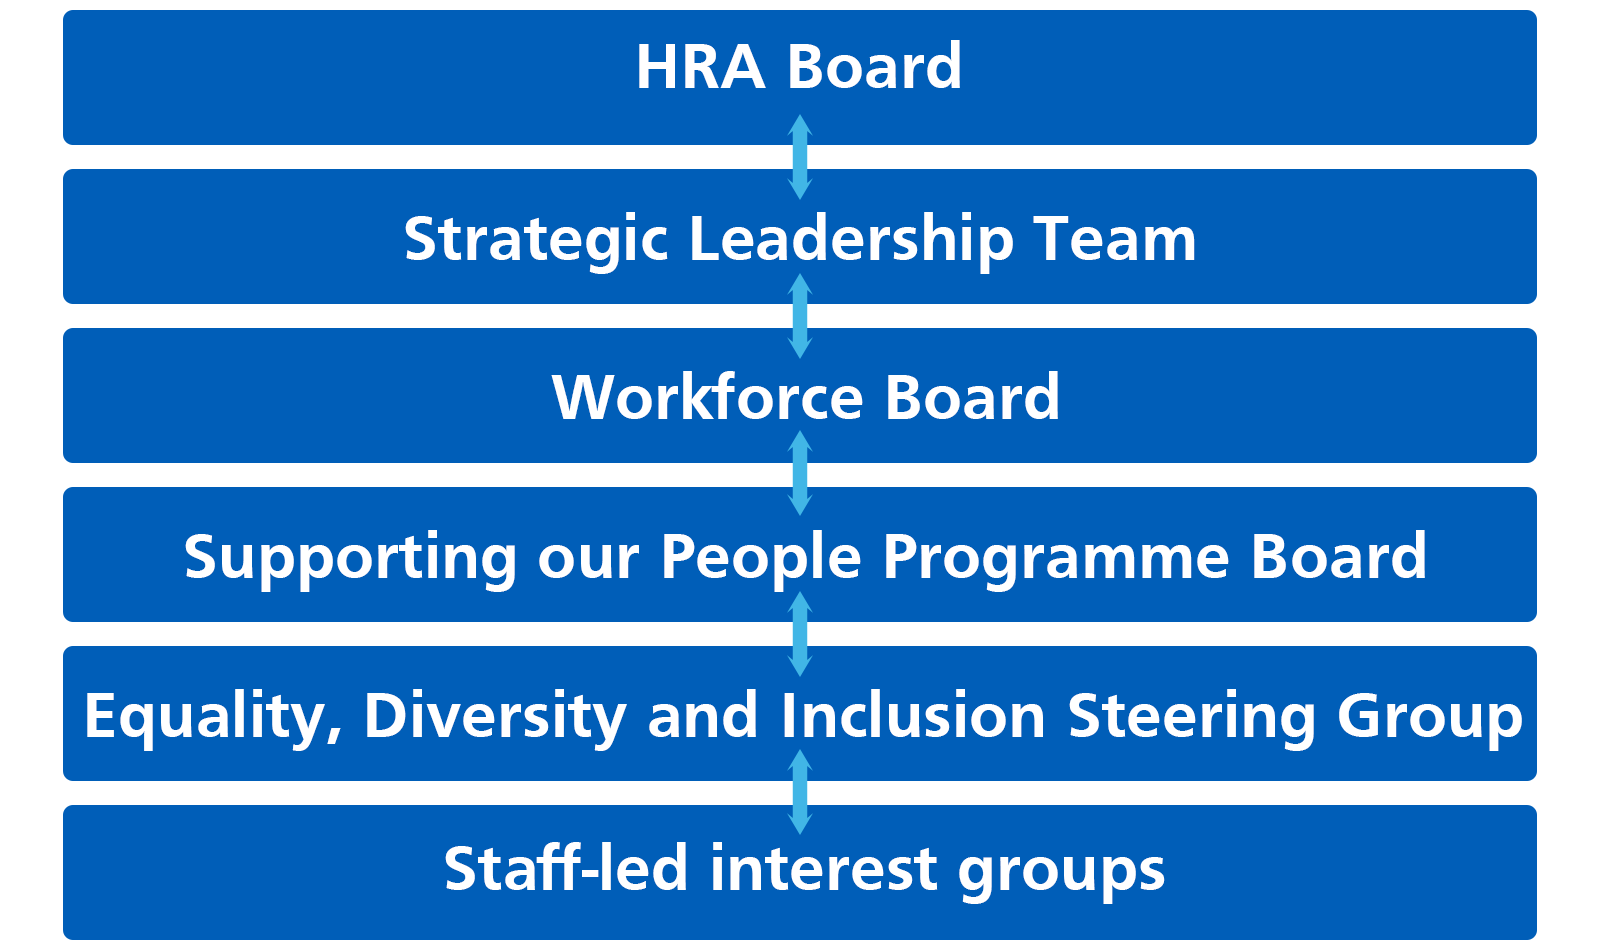 HRA Board
Strategic Leadership Team
Workforce Board
Supporting our People Programme Board
Equality, Diversity and Inclusion Steering Group
Staff-led interest groups